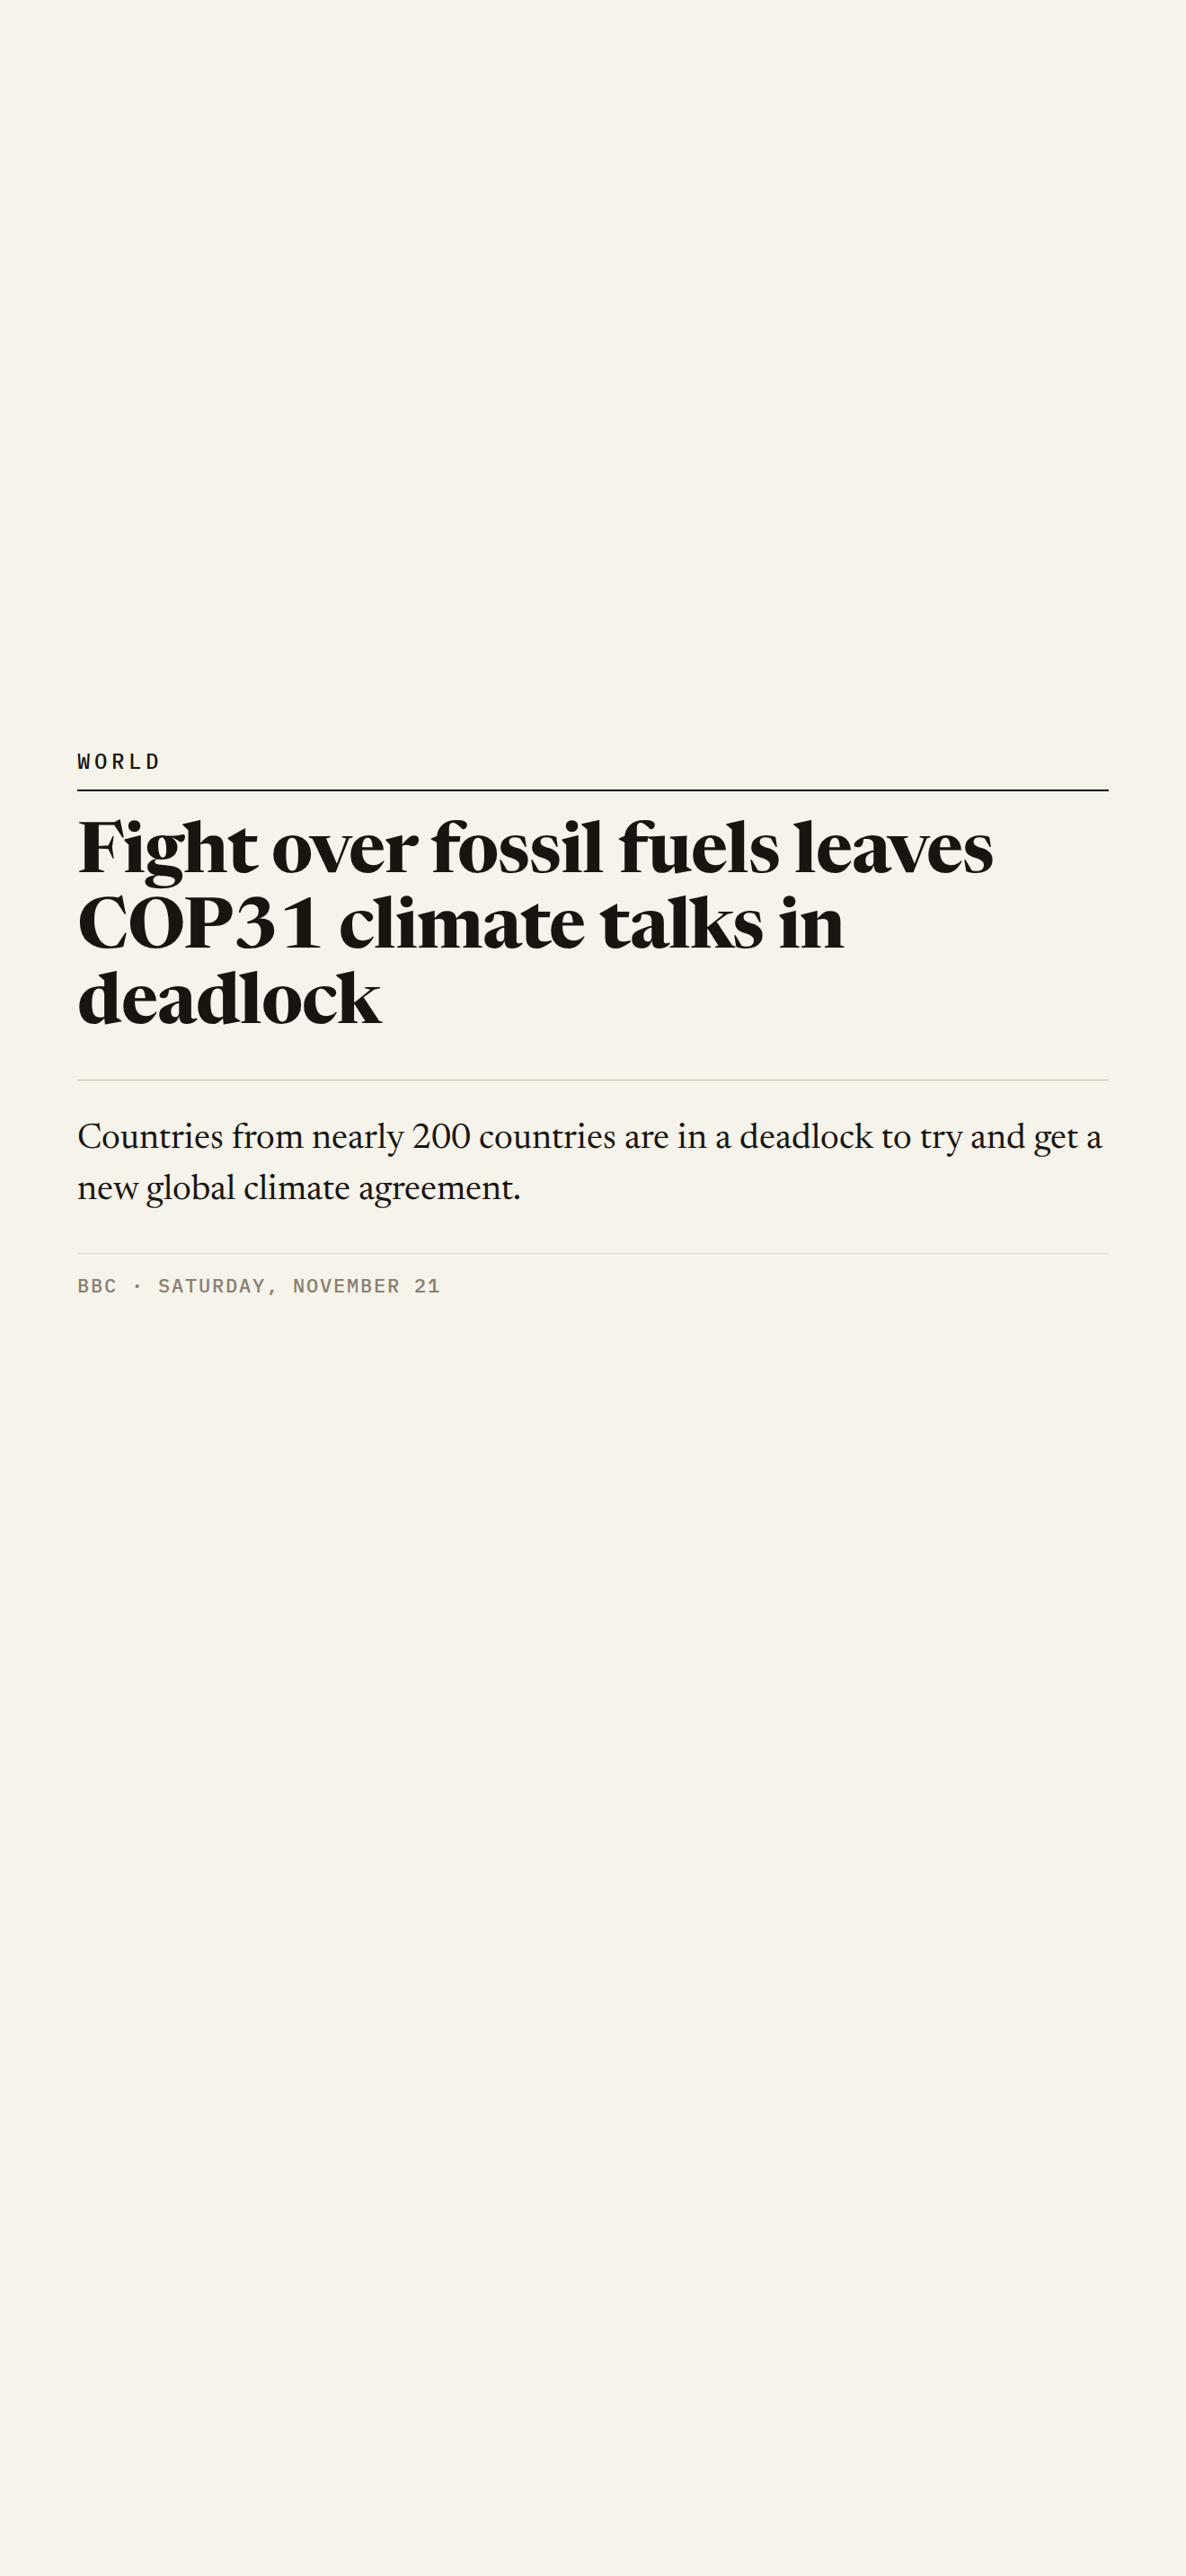 WORLD
Fight over fossil fuels leaves
COP31 climate talks in
deadlock
Countries from nearly 200 countries are in a deadlock to try and get a
new global climate agreement.
BBC · SATURDAY, NOVEMBER 21